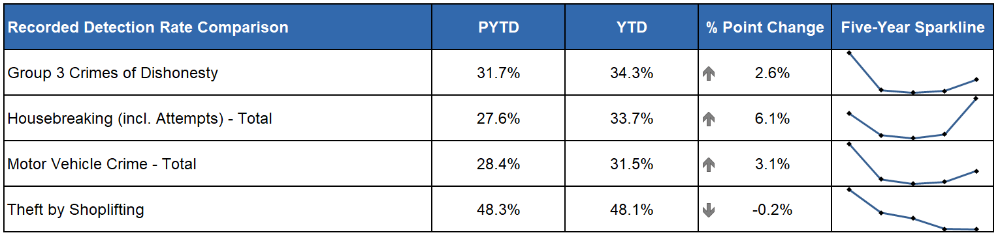 Recorded Detection Rate Comparison PYTD YTD % Point Change Five-Year Sparkline
Group 3 Crimes of Dishonesty 31.7% 34.3% 2.6%
Housebreaking (incl. Attempts) - Total 27.6% 33.7% 6.1%
Motor Vehicle Crime - Total 28.4% 31.5% 3.1%
Theft by Shoplifting 48.3% 48.1% -0.2%